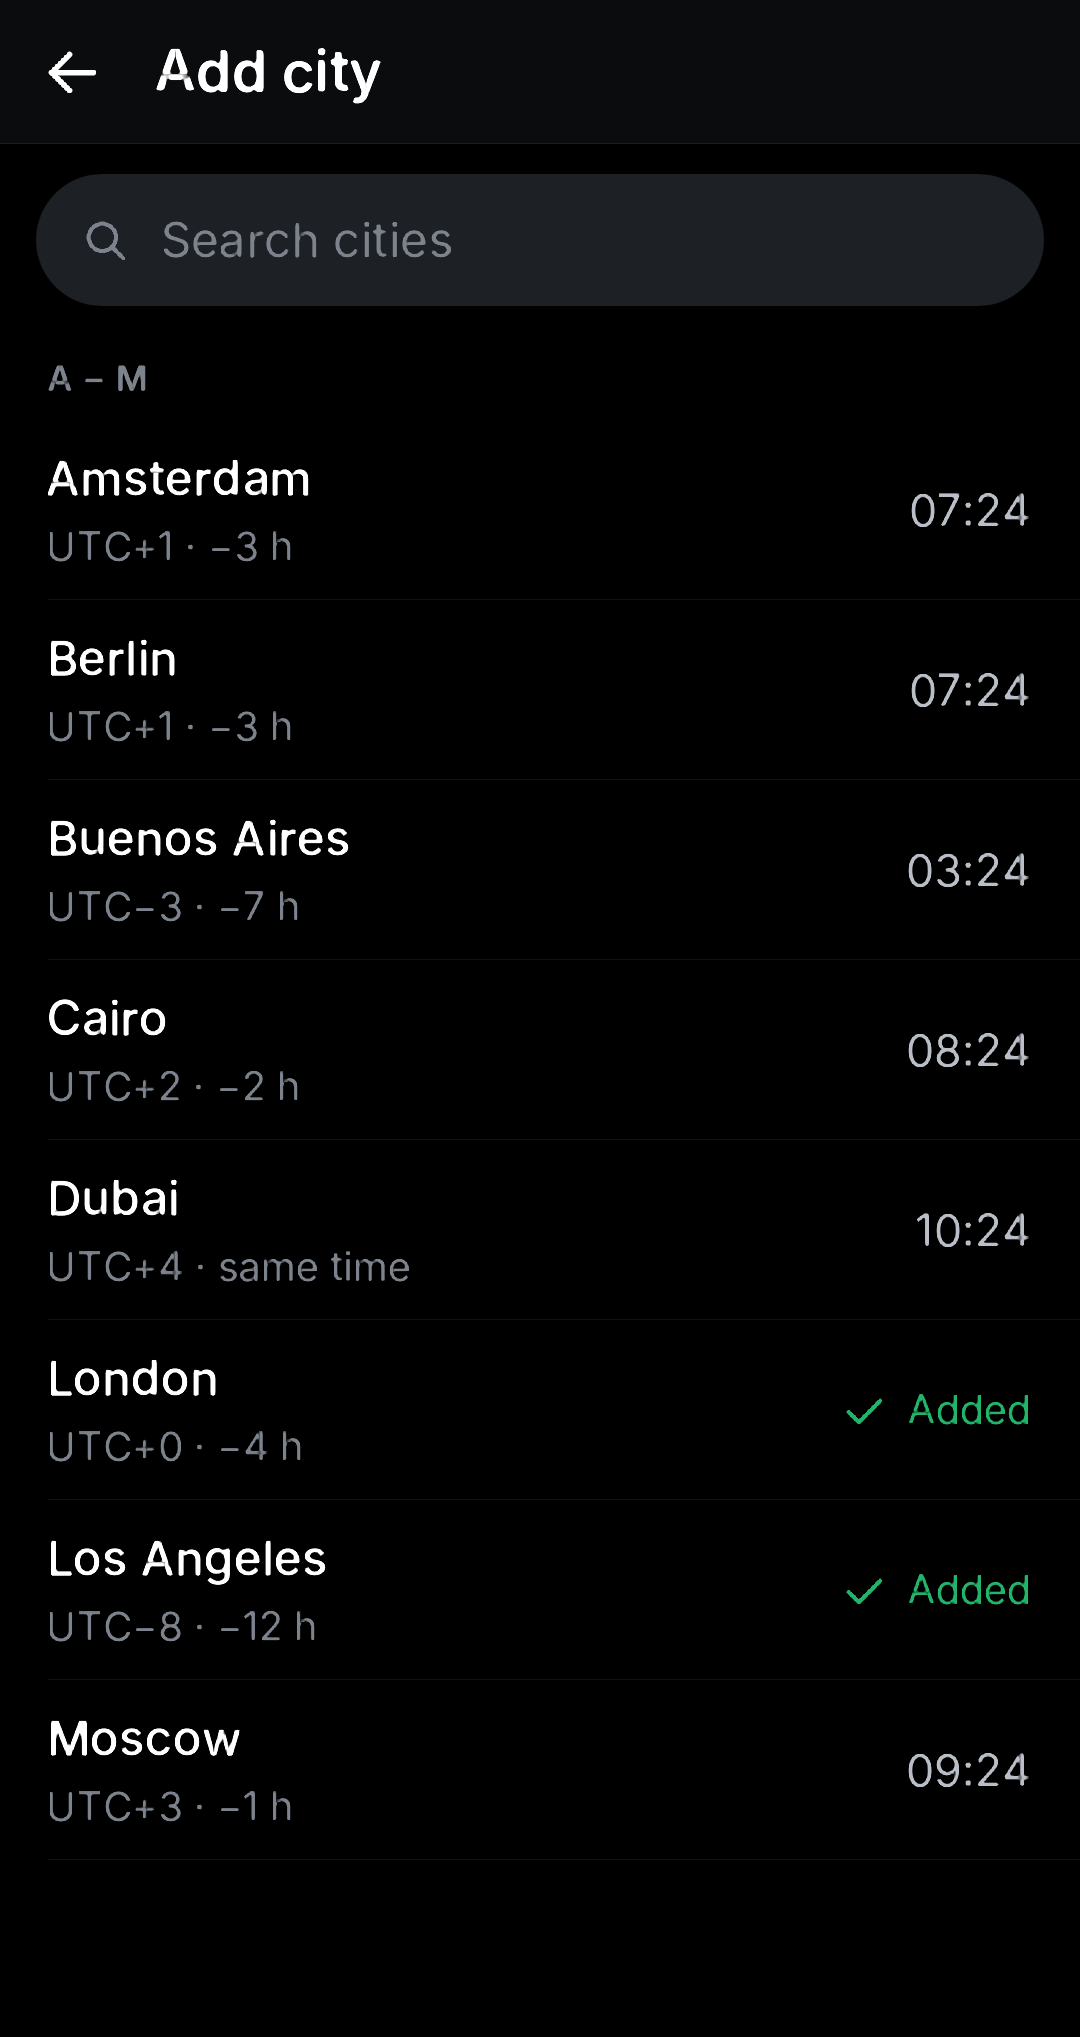 Add city
Search cities
A – M
Amsterdam
07:24
UTC+1 · −3 h
Berlin
07:24
UTC+1 · −3 h
Buenos Aires
03:24
UTC−3 · −7 h
Cairo
08:24
UTC+2 · −2 h
Dubai
10:24
UTC+4 · same time
London
Added
UTC+0 · −4 h
Los Angeles
Added
UTC−8 · −12 h
Moscow
09:24
UTC+3 · −1 h